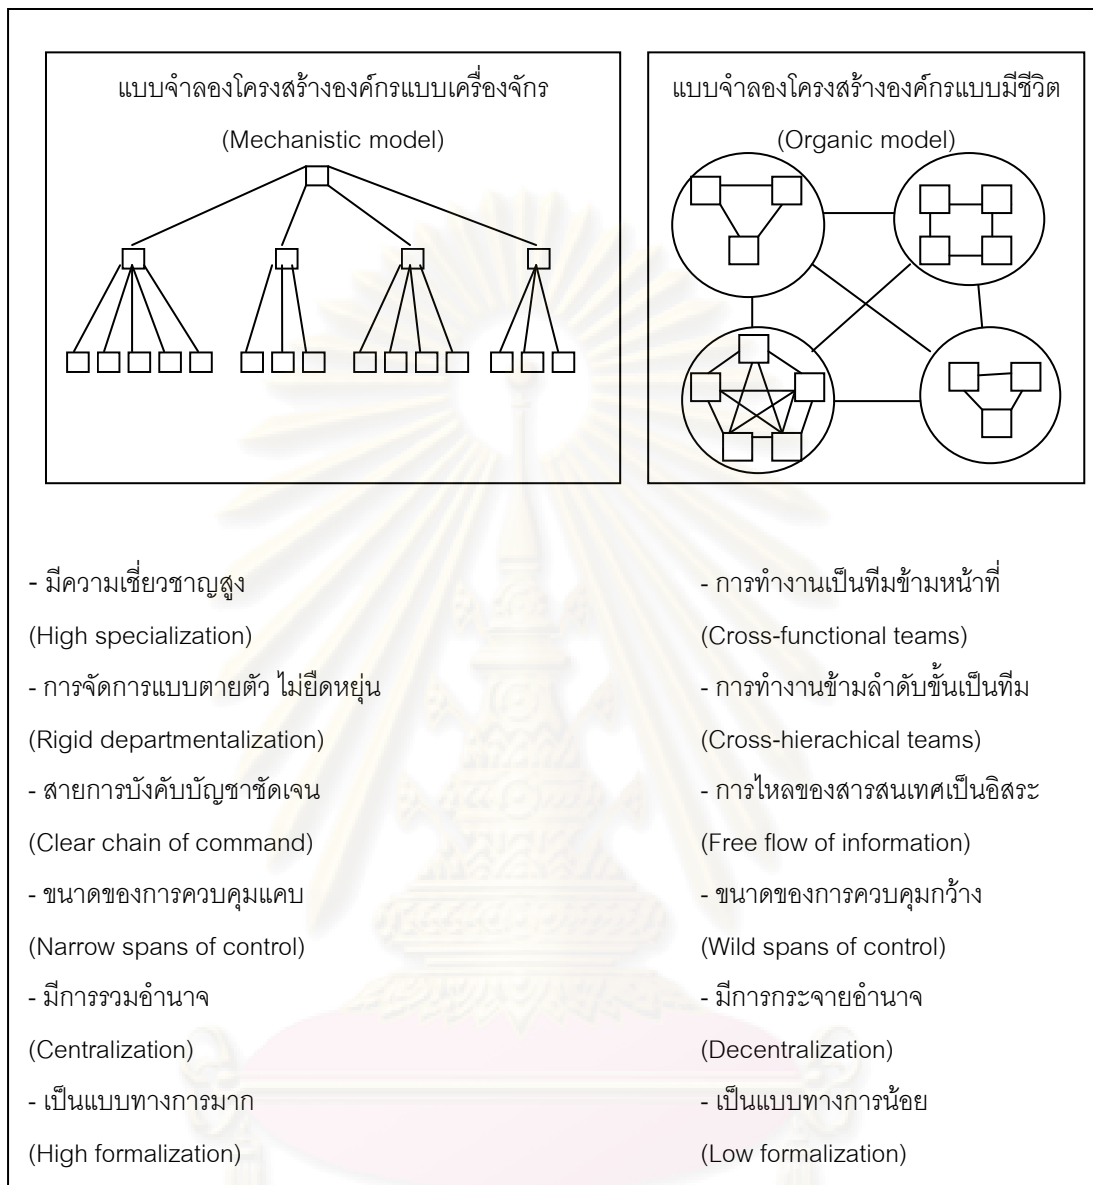 แบบจำลองโครงสร้างองค์กรแบบเครื่องจักร
(Mechanistic model)
แบบจำลองโครงสร้างองค์กรแบบมีชีวิต
(Organic model)
- มีความเชี่ยวชาญสูง
(High specialization)
- การจัดการแบบตายตัว ไม่ยืดหยุ่น
(Rigid departmentalization)
- สายการบังคับบัญชาชัดเจน
(Clear chain of command)
- ขนาดของการควบคุมแคบ
(Narrow spans of control)
- มีการรวมอำนาจ
(Centralization)
- เป็นแบบทางการมาก
(High formalization)
- การทำงานเป็นทีมข้ามหน้าที่
(Cross-functional teams)
- การทำงานข้ามลำดับขั้นเป็นทีม
(Cross-hierachical teams)
- การไหลของสารสนเทศเป็นอิสระ
(Free flow of information)
- ขนาดของการควบคุมกว้าง
(Wild spans of control)
- มีการกระจายอำนาจ
(Decentralization)
- เป็นแบบทางการน้อย
(Low formalization)